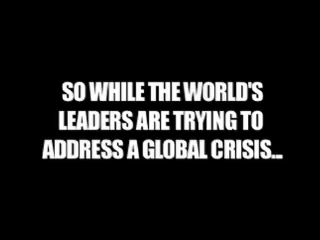 SO WHILE THE WORLD'S
LEADERS ARE TRYING TO
ADDRESS A GLOBAL CRISIS...